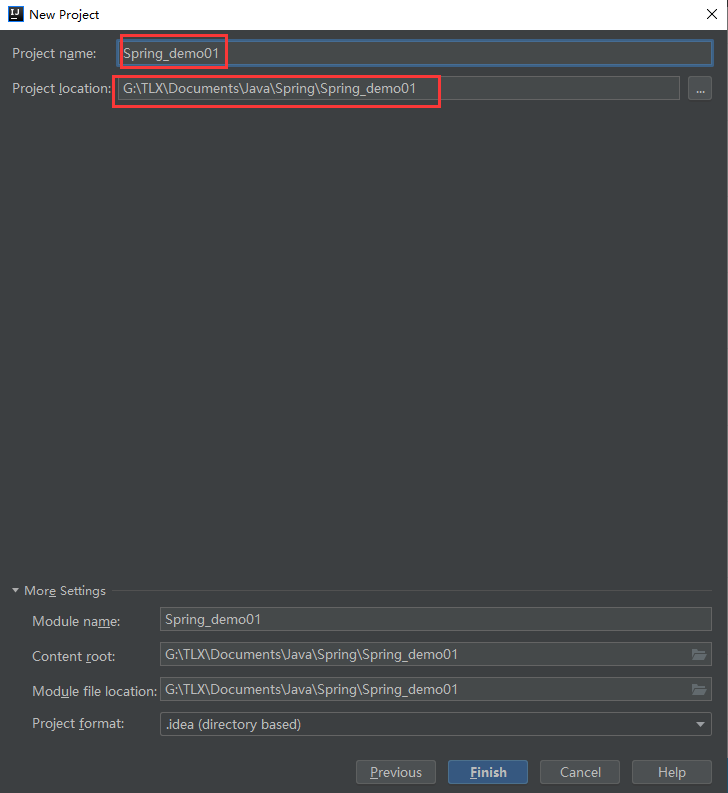 New Project
Project name: Spring_demo01
Project location: G:\TLX\Documents\Java\Spring\Spring_demo01 ...
More Settings
Module name: Spring_demo01
Content root: G:\TLX\Documents\Java\Spring\Spring_demo01
Module file location: G:\TLX\Documents\Java\Spring\Spring_demo01
Project format: .idea (directory based)
Previous Finish Cancel Help